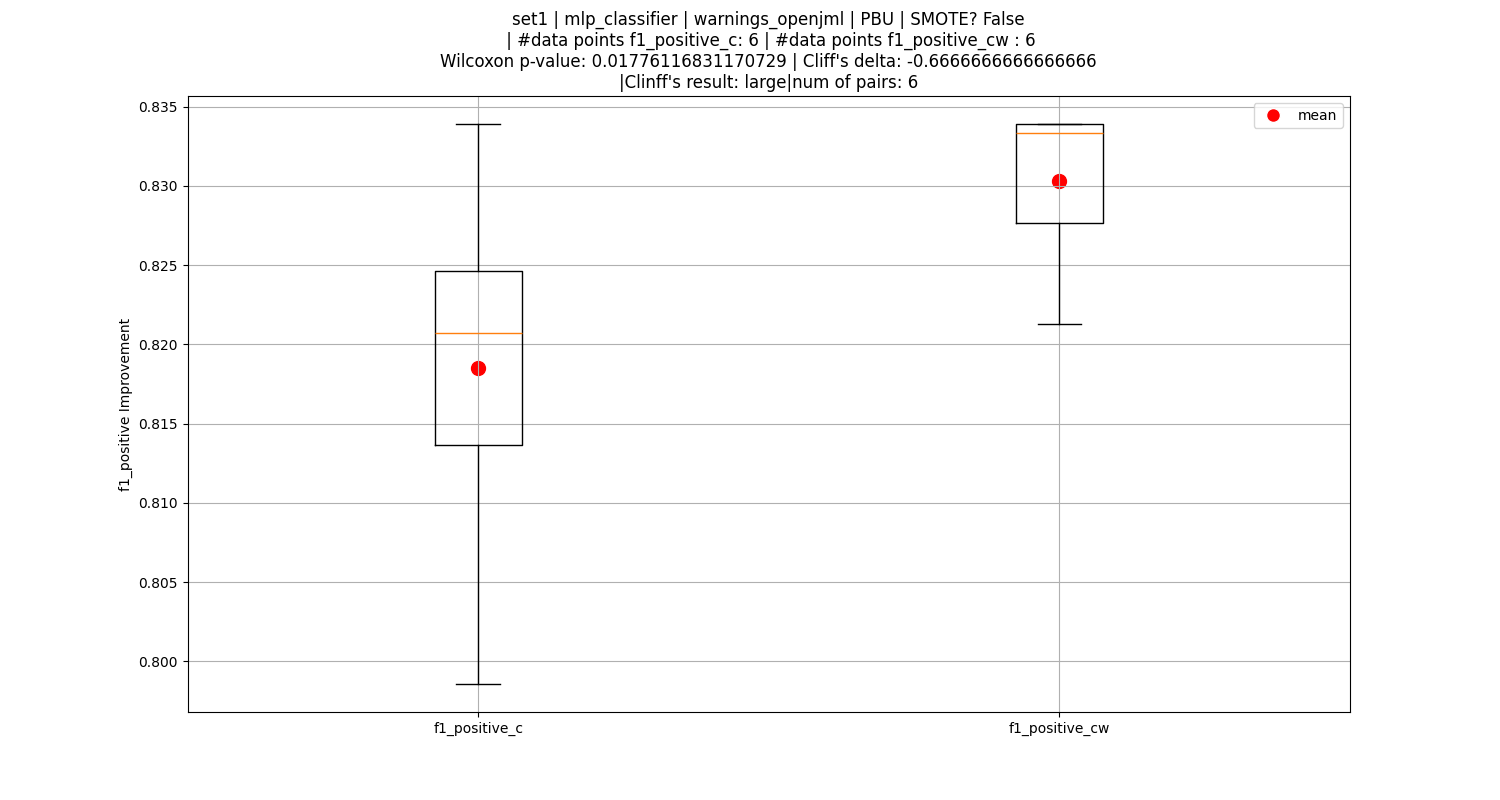 set1 | mlp_classifier | warnings_openjml | PBU | SMOTE? False
| #data points f1_positive_c: 6 | #data points f1_positive_cw : 6
Wilcoxon p-value: 0.01776116831170729 | Cliff's delta: -0.6666666666666666
|Clinff's result: large|num of pairs: 6
mean
0.835
0.830
0.825
0.820
0.815
0.810
0.805
0.800
f1_positive Improvement
f1_positive_c
f1_positive_cw